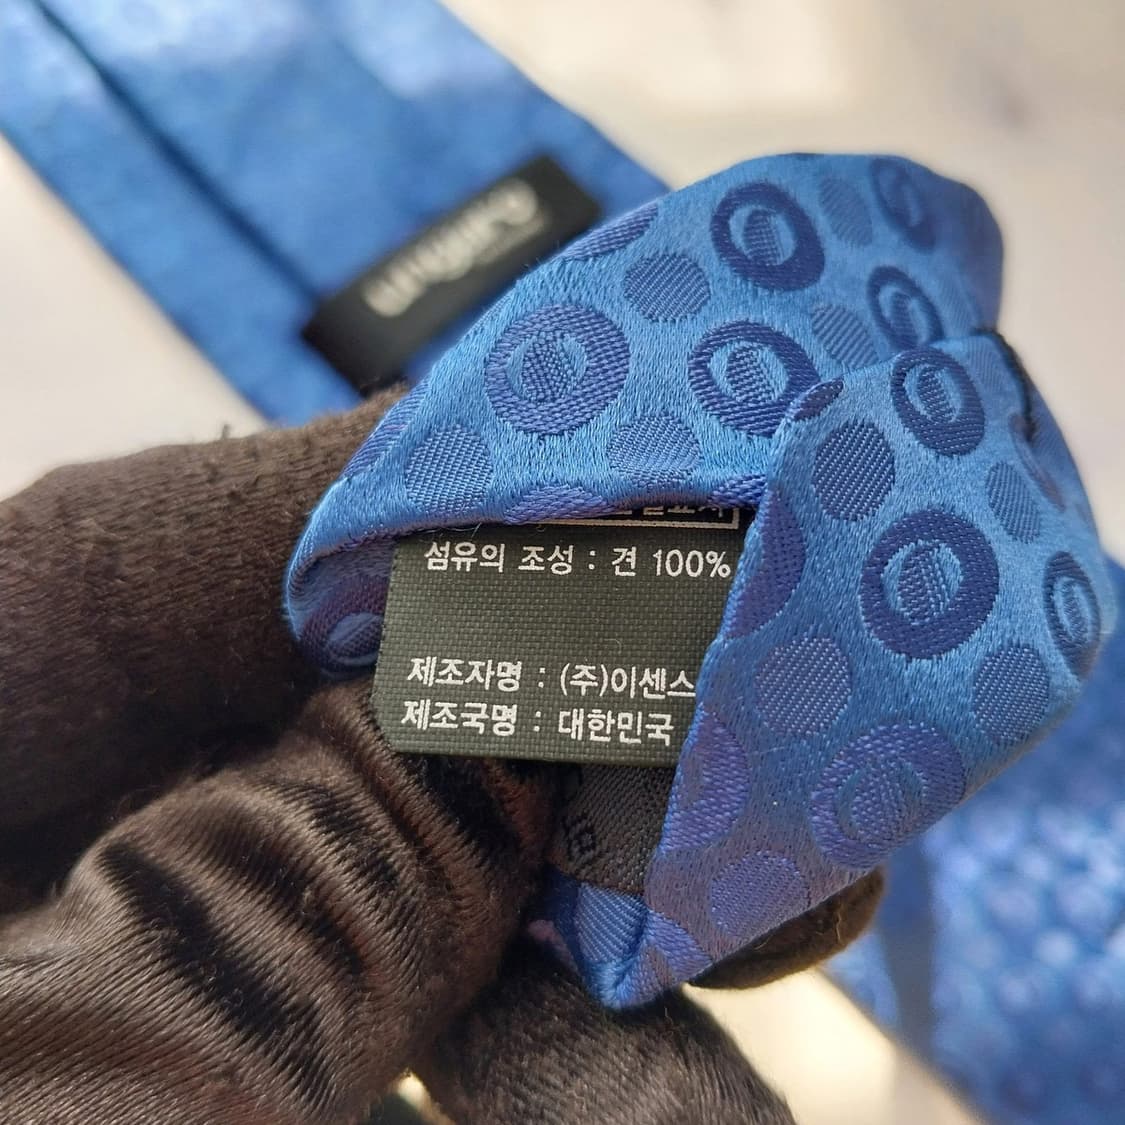 섬유의 조성 : 견 100%
제조자명 : (주)이센스
제조국명 : 대한민국